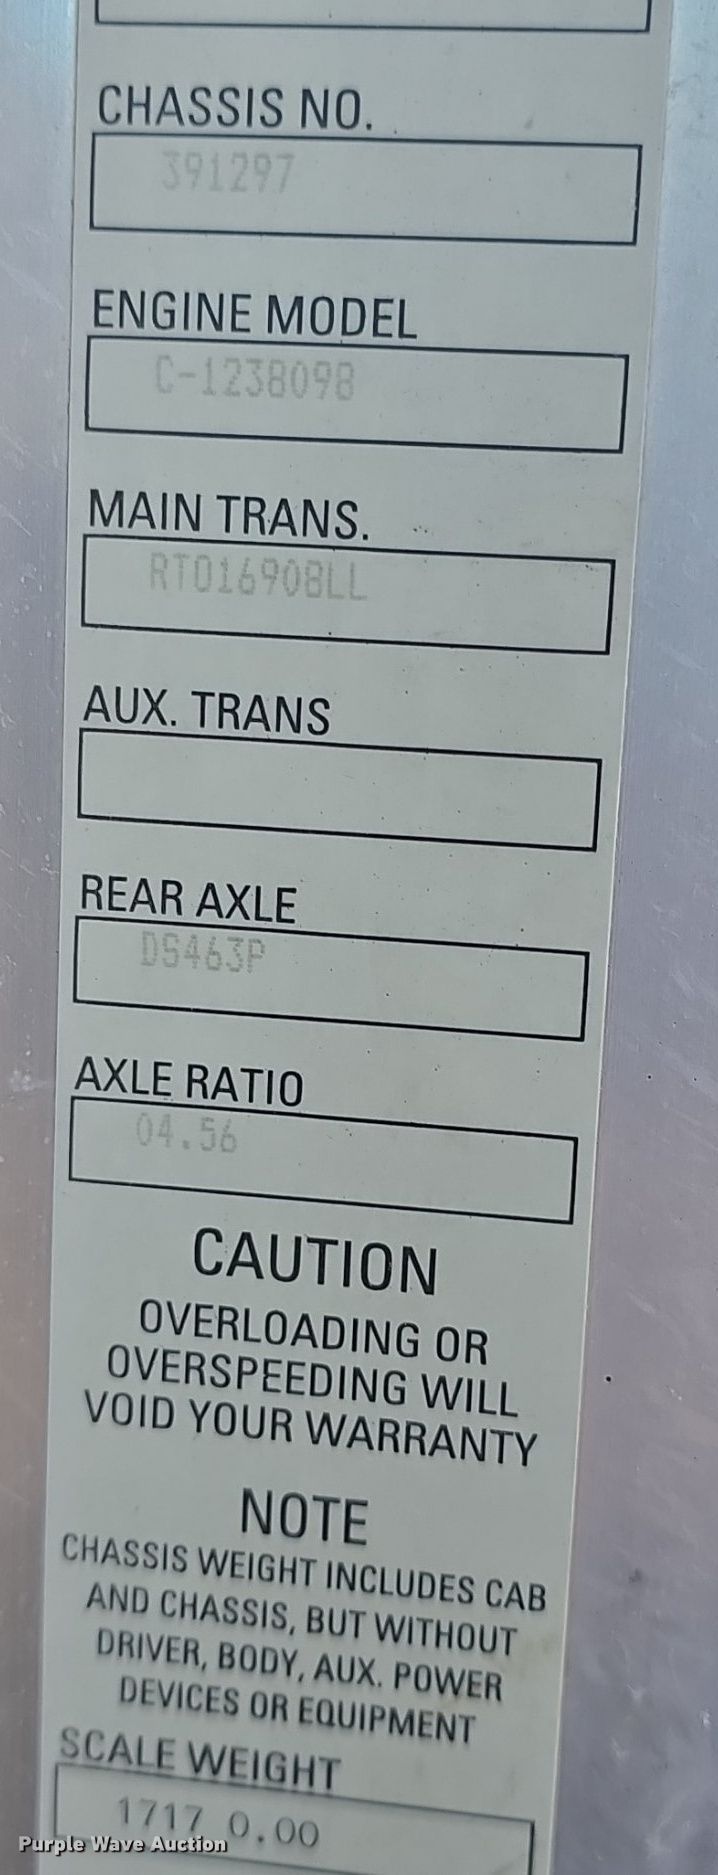 CHASSIS NO.
391297
ENGINE MODEL
C-1238098
MAIN TRANS.
RTO16908LL
AUX. TRANS
REAR AXLE
DS463P
AXLE RATIO
04.56
CAUTION
OVERLOADING OR
OVERSPEEDING WILL
VOID YOUR WARRANTY
NOTE
CHASSIS WEIGHT INCLUDES CAB
AND CHASSIS, BUT WITHOUT
DRIVER, BODY, AUX. POWER
DEVICES OR EQUIPMENT
SCALE WEIGHT
1717 0.00
Purple Wave Auction